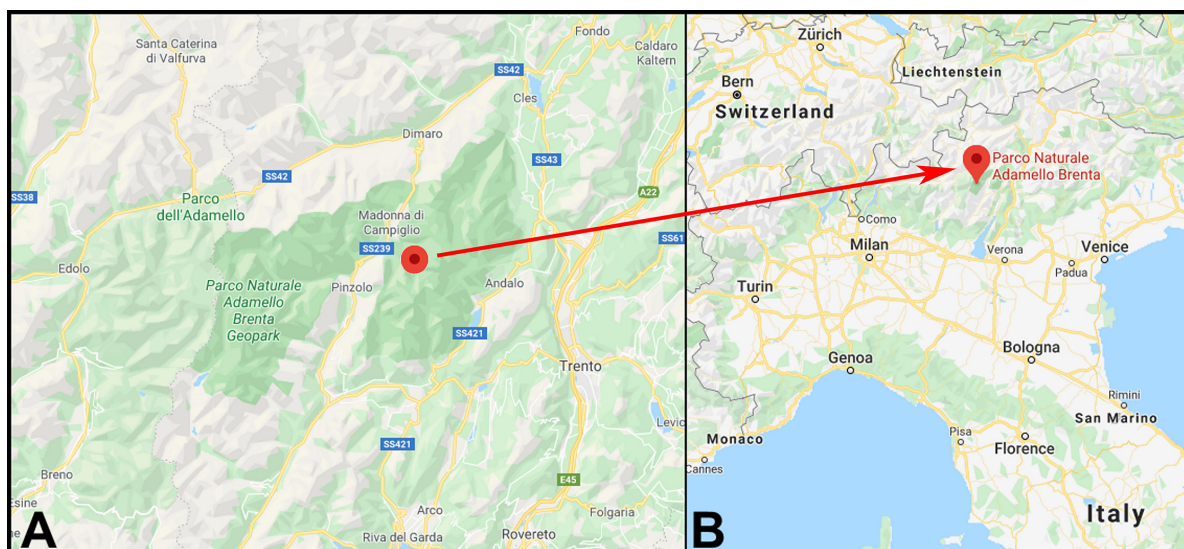 Santa Caterina
di Valfurva
Fondo
Caldaro
Kaltern
SS42
Cles
Dimaro
SS43
SS42
A22
SS38
Parco
dell'Adamello
Madonna di
Campiglio
SS239
SS61
Edolo
Pinzolo
Andalo
Parco Naturale
Adamello
Brenta
Geopark
SS421
Trento
Levic
SS421
Breno
E45
Esine
ne
Arco
Folgaria
Riva del Garda
Rovereto
A
Zürich
Liechtenstein
Bern
Switzerland
Parco Naturale
Adamello Brenta
Como
Milan
Verona
Venice
Padua
Turin
Bologna
Genoa
Rimini
San Marino
Pisa
Monaco
Florence
Cannes
Italy
B